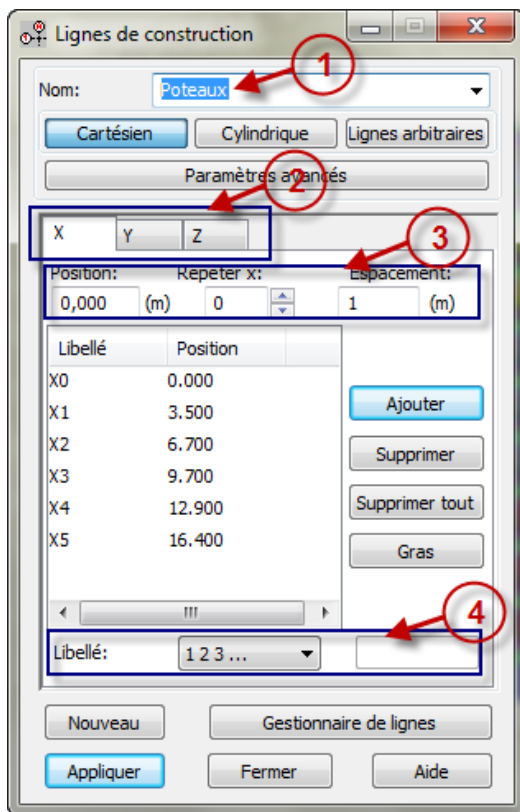 Lignes de construction
1
Nom: Poteaux
Cartésien Cylindrique Lignes arbitraires
Paramètres avancés
2
X Y Z
3
Position: Repeter x: Espacement:
0,000 (m) 0 1 (m)
Libellé Position
X0 0.000
X1 3.500
X2 6.700
X3 9.700
X4 12.900
X5 16.400
Ajouter
Supprimer
Supprimer tout
Gras
4
Libellé: 1 2 3 ...
Nouveau Gestionnaire de lignes
Appliquer Fermer Aide